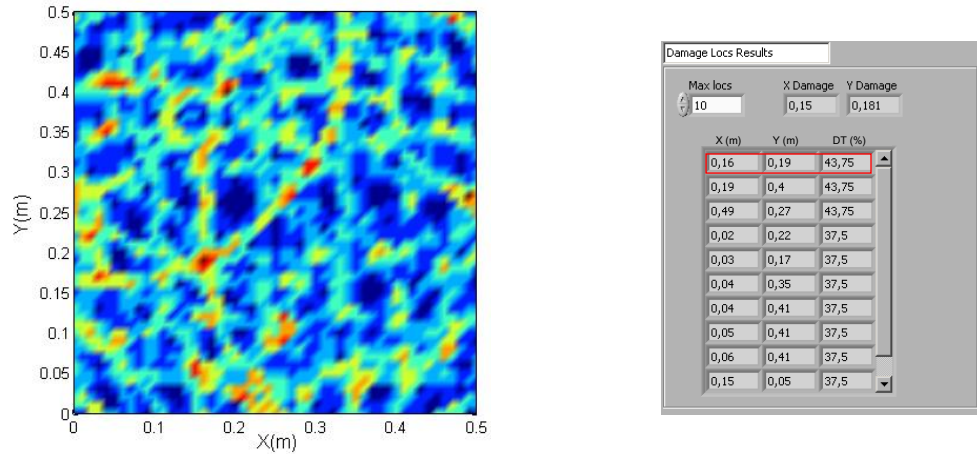 0.5
0.45
0.4
0.35
0.3
0.25
0.2
0.15
0.1
0.05
0
Y(m)
0 0.1 0.2 0.3 0.4 0.5
X(m)
Damage Locs Results
Max locs X Damage Y Damage
10 0,15 0,181
X (m) Y (m) DT (%)
0,16 0,19 43,75
0,19 0,4 43,75
0,49 0,27 43,75
0,02 0,22 37,5
0,03 0,17 37,5
0,04 0,35 37,5
0,04 0,41 37,5
0,05 0,41 37,5
0,06 0,41 37,5
0,15 0,05 37,5